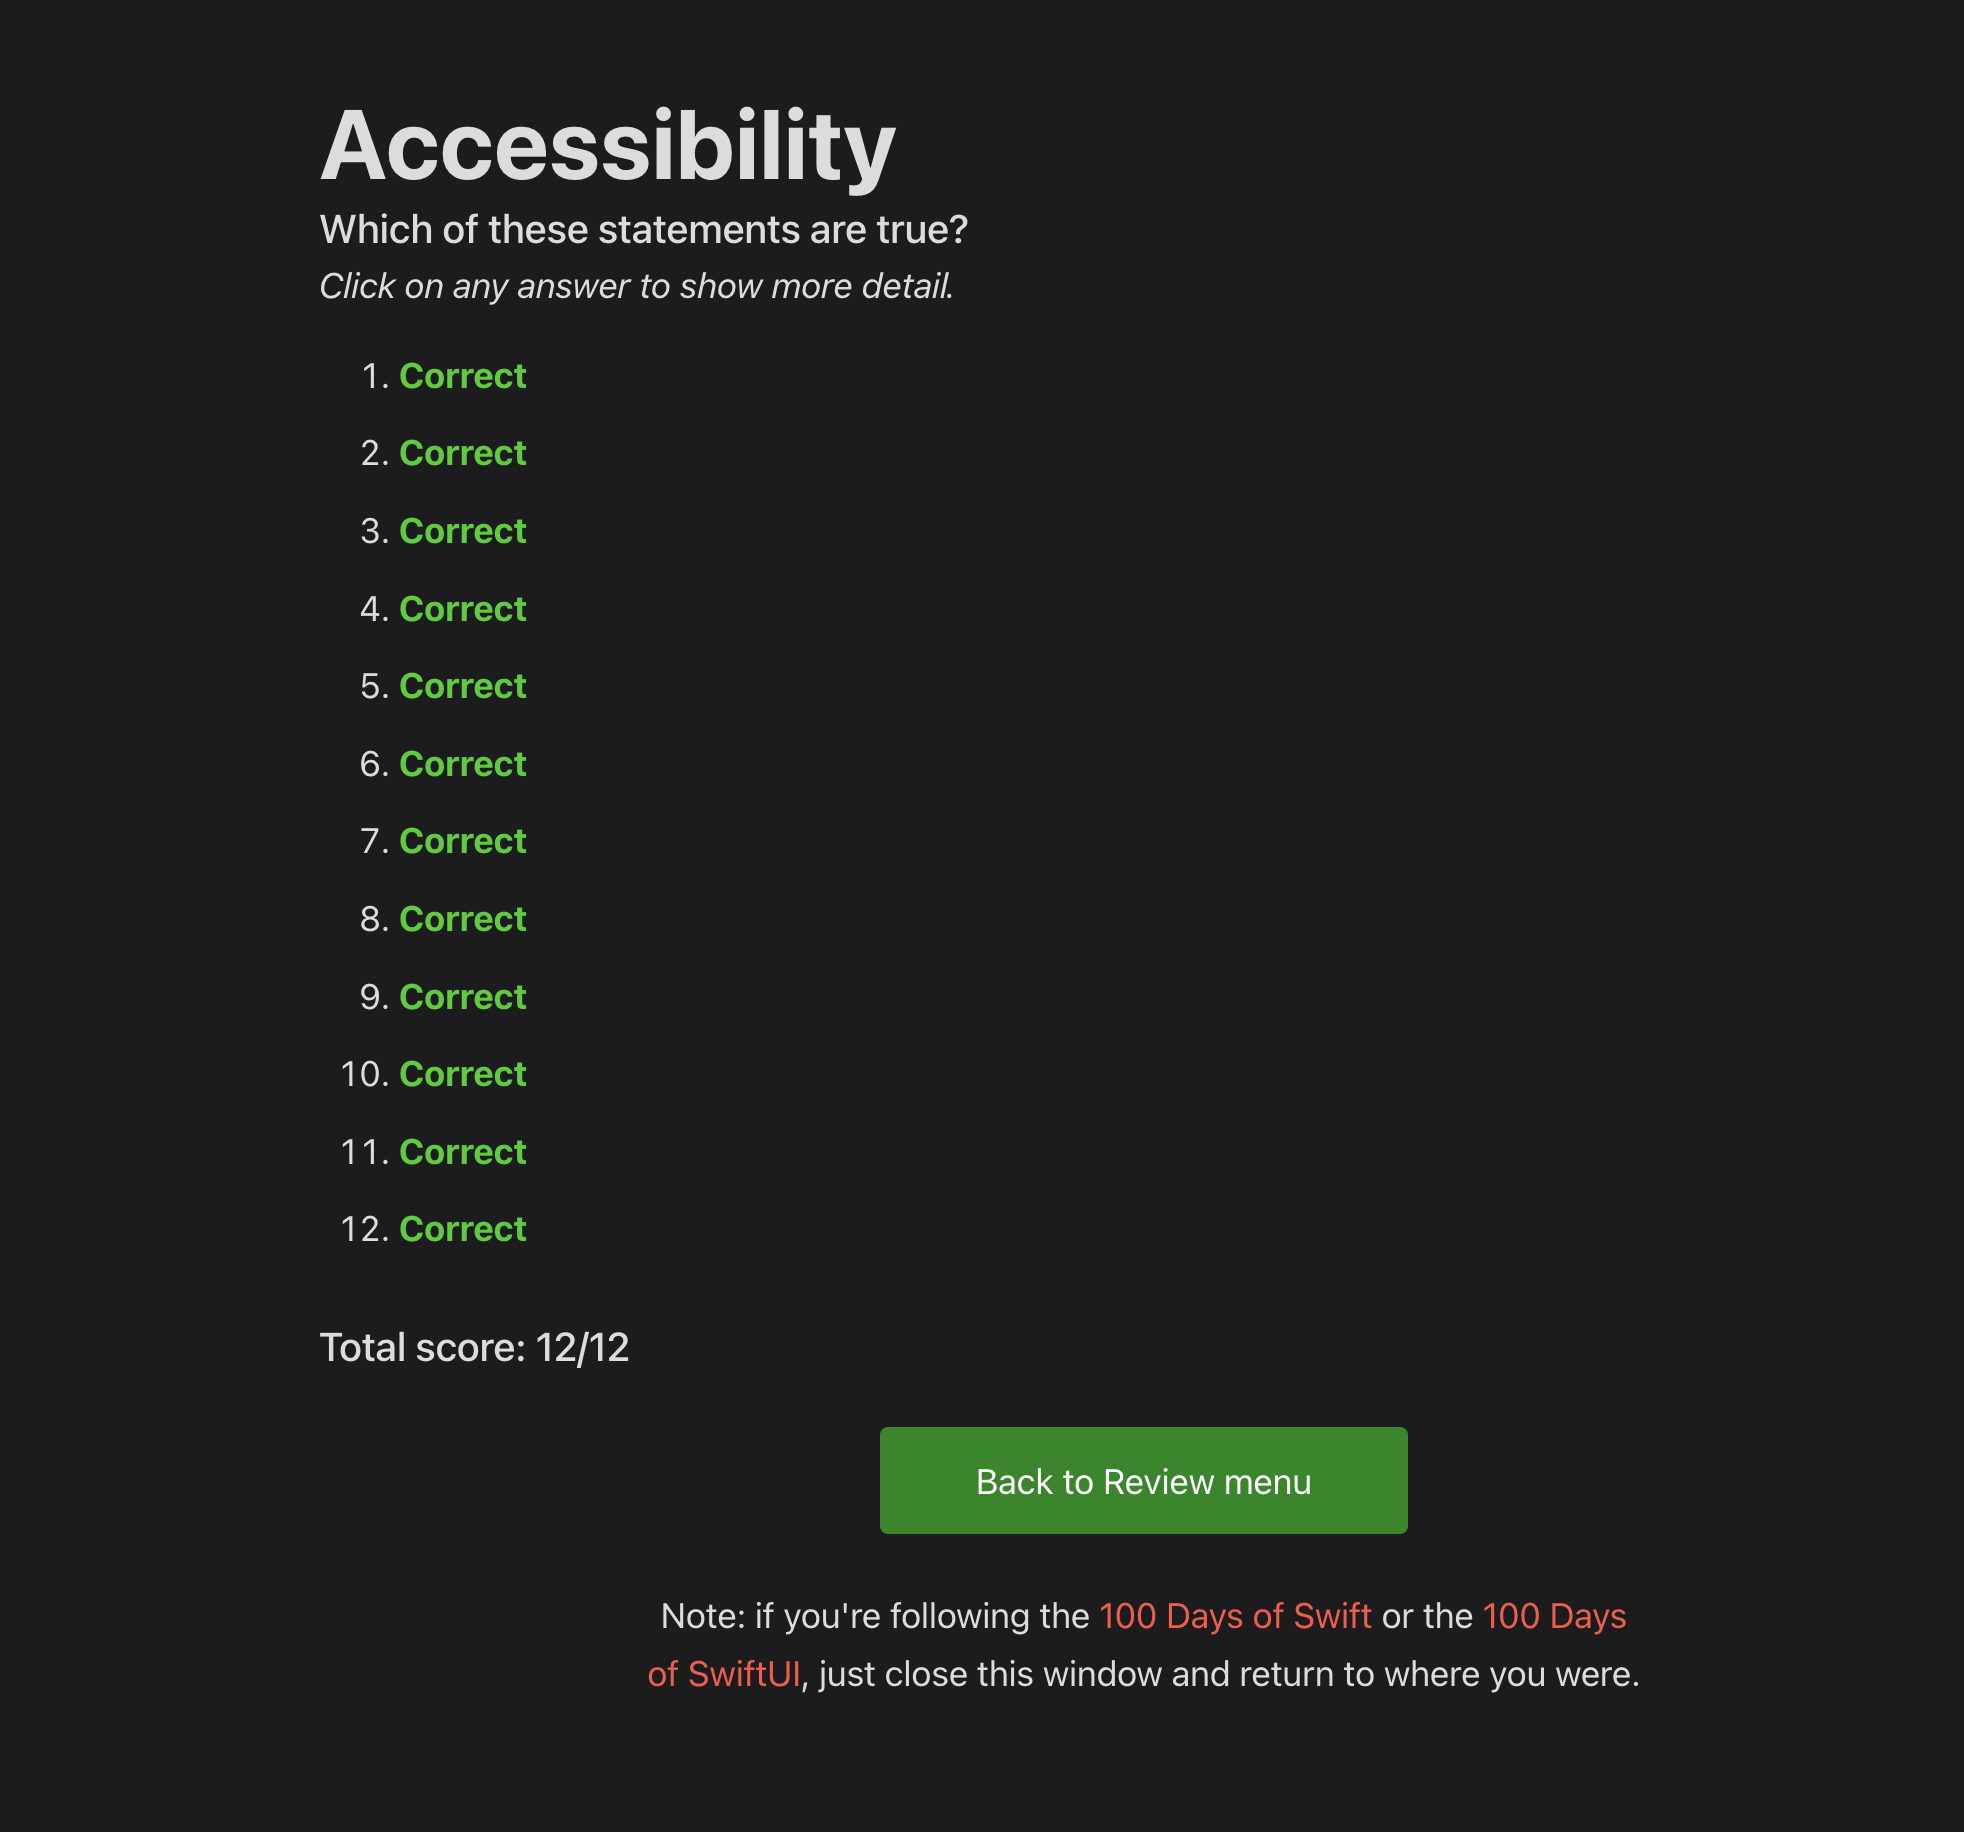 Accessibility
Which of these statements are true?
Click on any answer to show more detail.
1. Correct
2. Correct
3. Correct
4. Correct
5. Correct
6. Correct
7. Correct
8. Correct
9. Correct
10. Correct
11. Correct
12. Correct
Total score: 12/12
Back to Review menu
Note: if you're following the 100 Days of Swift or the 100 Days
of SwiftUI, just close this window and return to where you were.